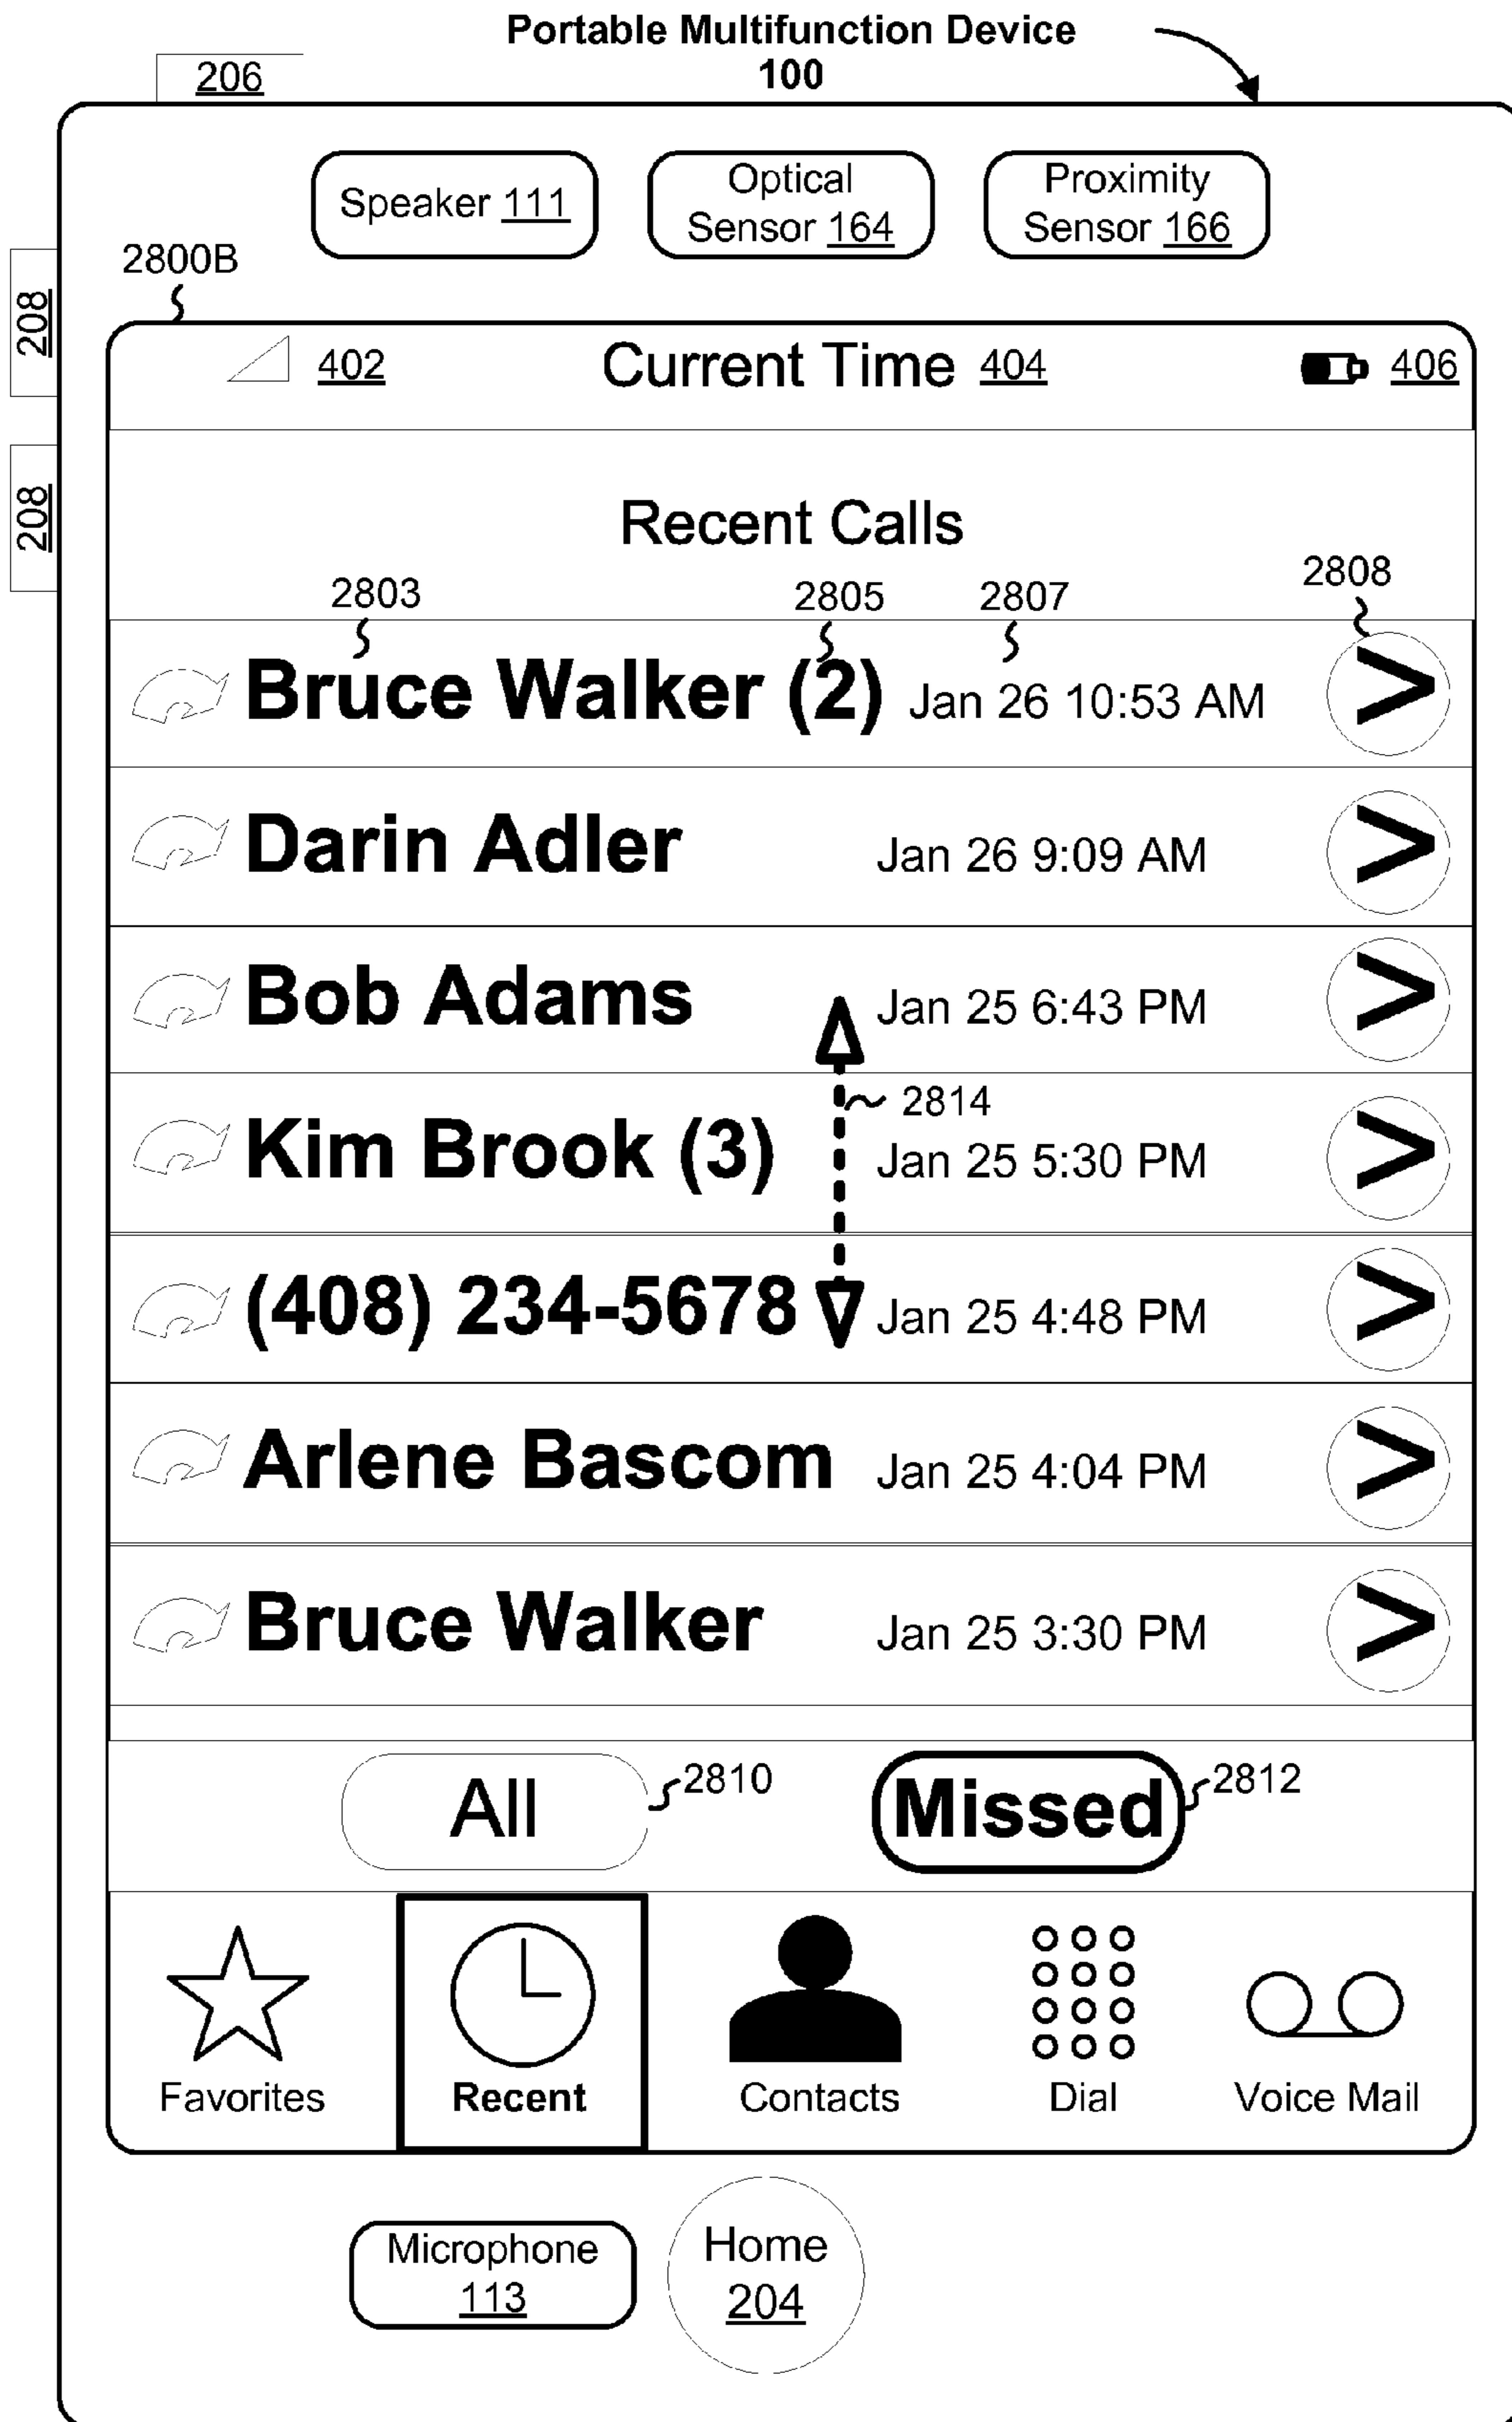 Portable Multifunction Device
100
206
Speaker 111
Optical
Sensor 164
Proximity
Sensor 166
2800B
208
402
Current Time 404
406
208
Recent Calls
2803
2805
2807
2808
Bruce Walker (2) Jan 26 10:53 AM >
Darin Adler Jan 26 9:09 AM >
Bob Adams Jan 25 6:43 PM >
2814
Kim Brook (3) Jan 25 5:30 PM >
(408) 234-5678 Jan 25 4:48 PM >
Arlene Bascom Jan 25 4:04 PM >
Bruce Walker Jan 25 3:30 PM >
All
2810
Missed
2812
Favorites
Recent
Contacts
Dial
Voice Mail
Microphone
113
Home
204